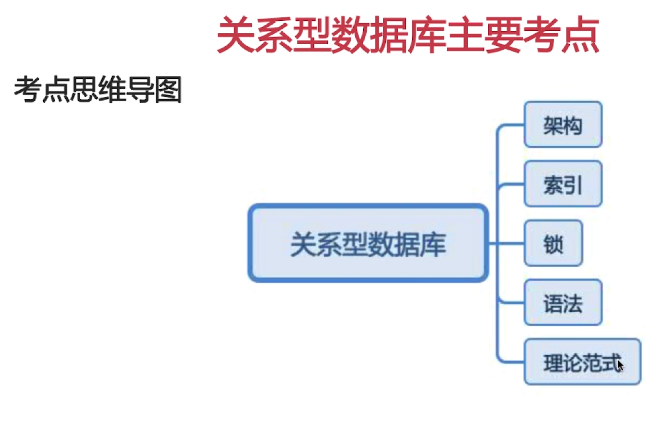 关系型数据库主要考点
考点思维导图
架构
索引
关系型数据库
锁
语法
理论范式